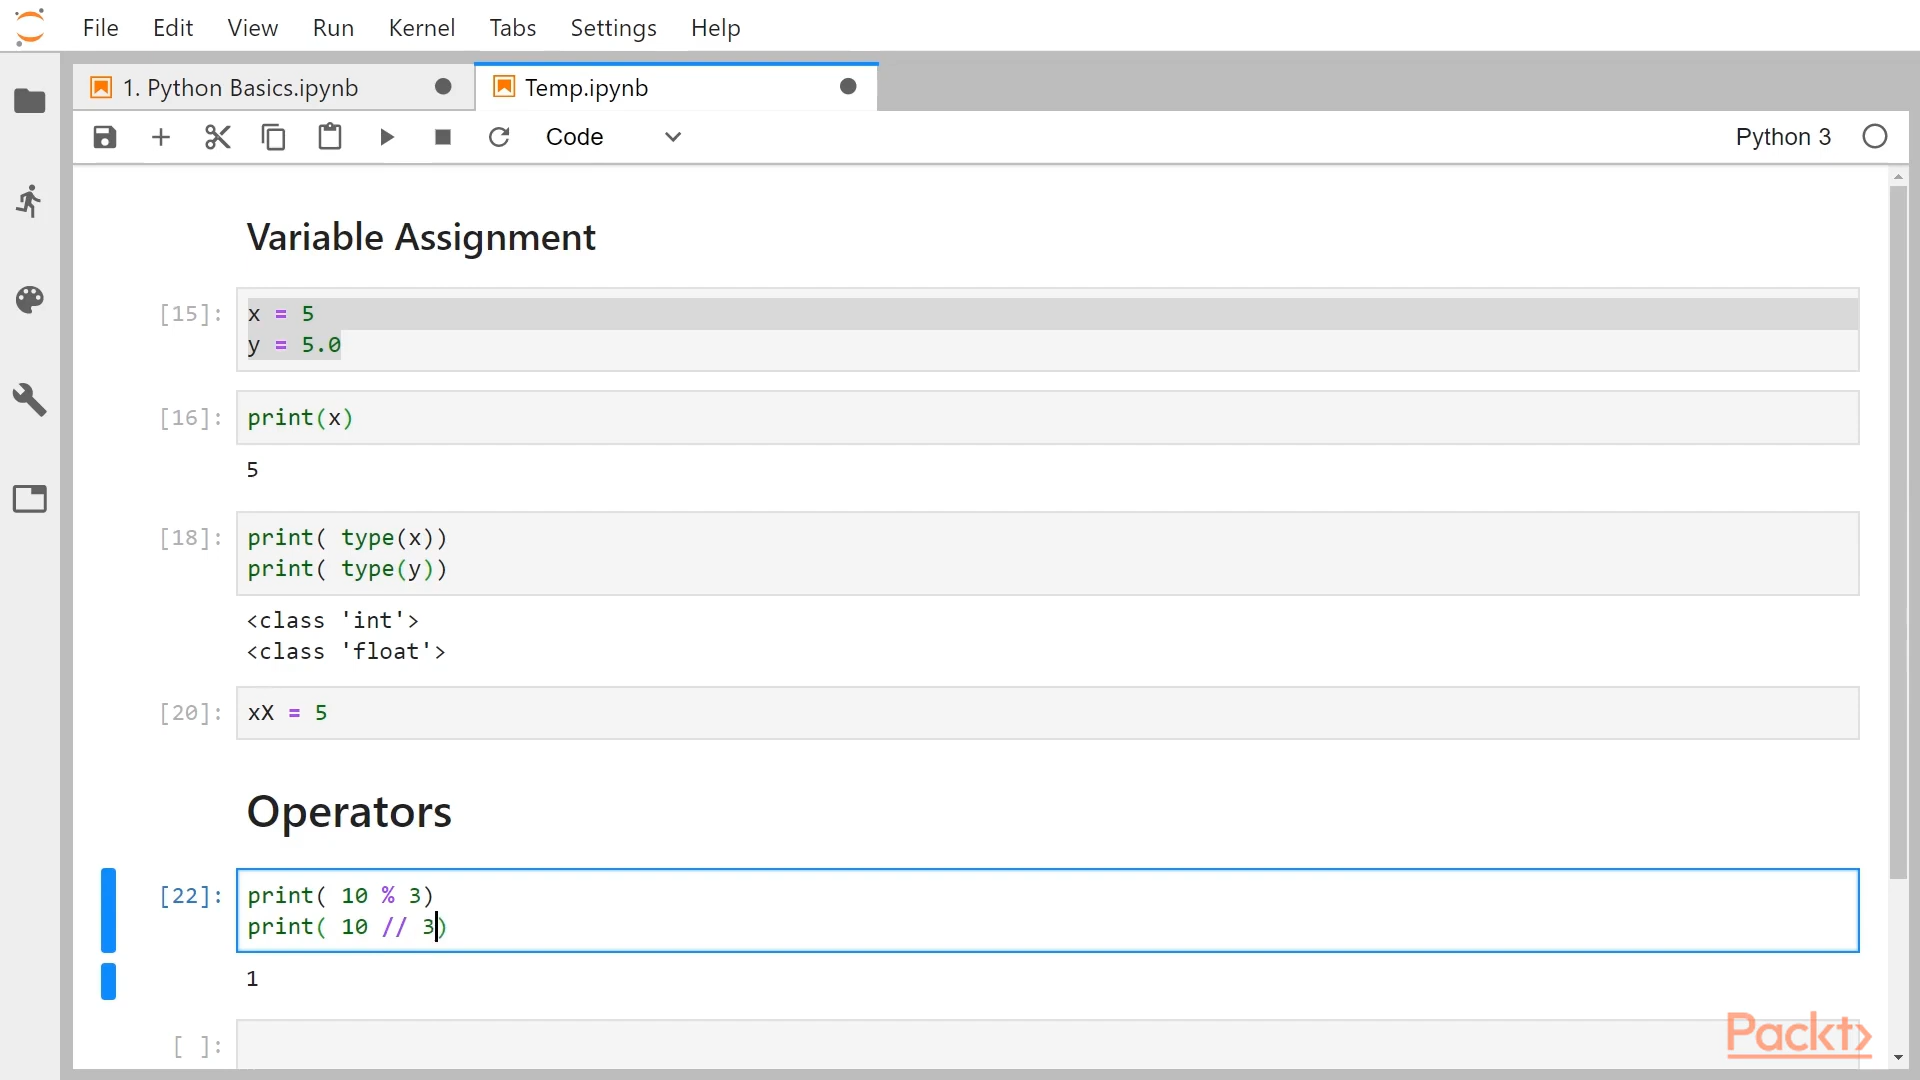 File Edit View Run Kernel Tabs Settings Help
1. Python Basics.ipynb
Temp.ipynb
Code
Python 3
Variable Assignment
[15]: x = 5
y = 5.0
[16]: print(x)
5
[18]: print( type(x))
print( type(y))
<class 'int'>
<class 'float'>
[20]: xX = 5
Operators
[22]: print( 10 % 3)
print( 10 // 3)
1
[ ]:
Packt>